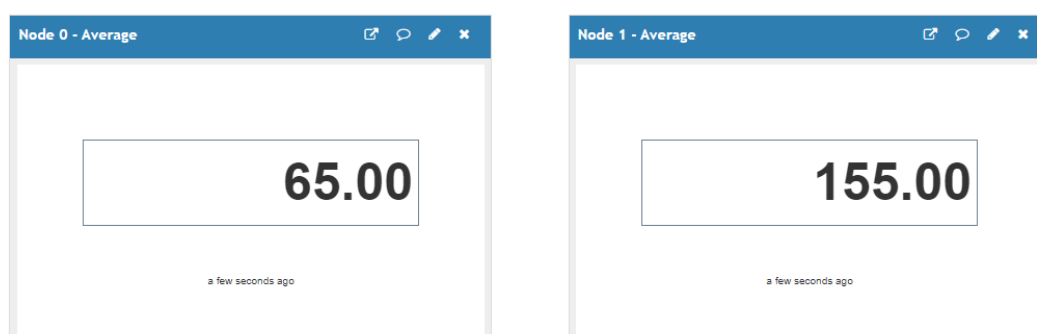 Node 0 - Average
65.00
a few seconds ago
Node 1 - Average
155.00
a few seconds ago